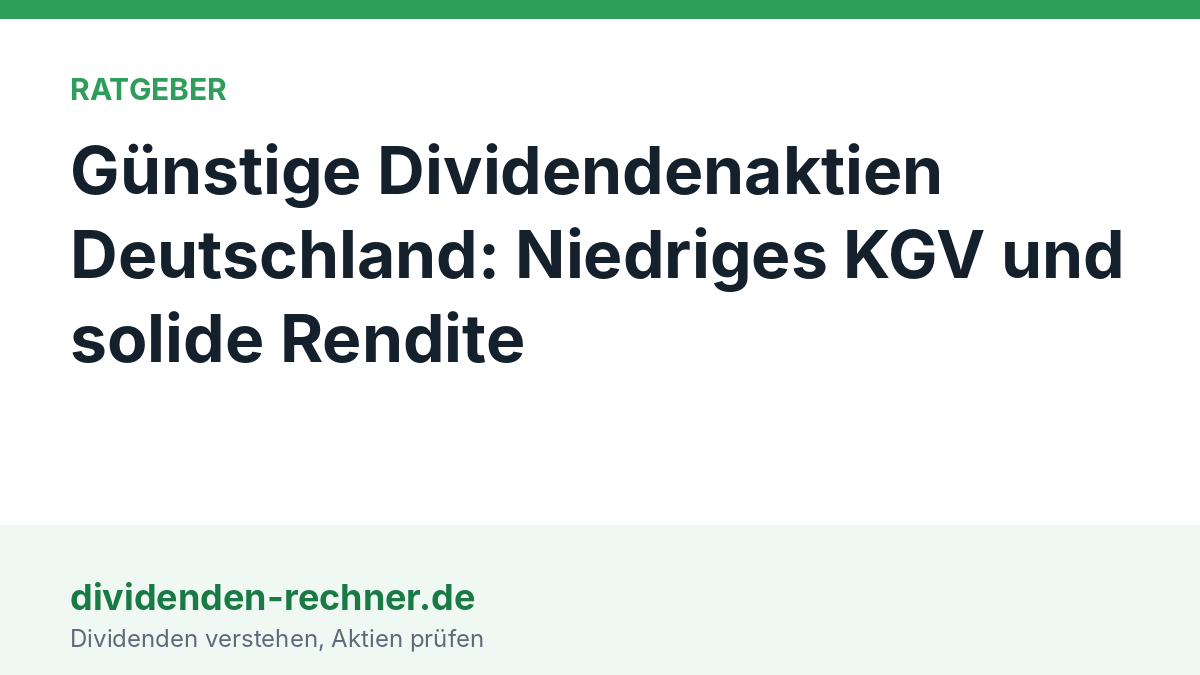 RATGEBER
Günstige Dividendenaktien
Deutschland: Niedriges KGV und
solide Rendite
dividenden-rechner.de
Dividenden verstehen, Aktien prüfen